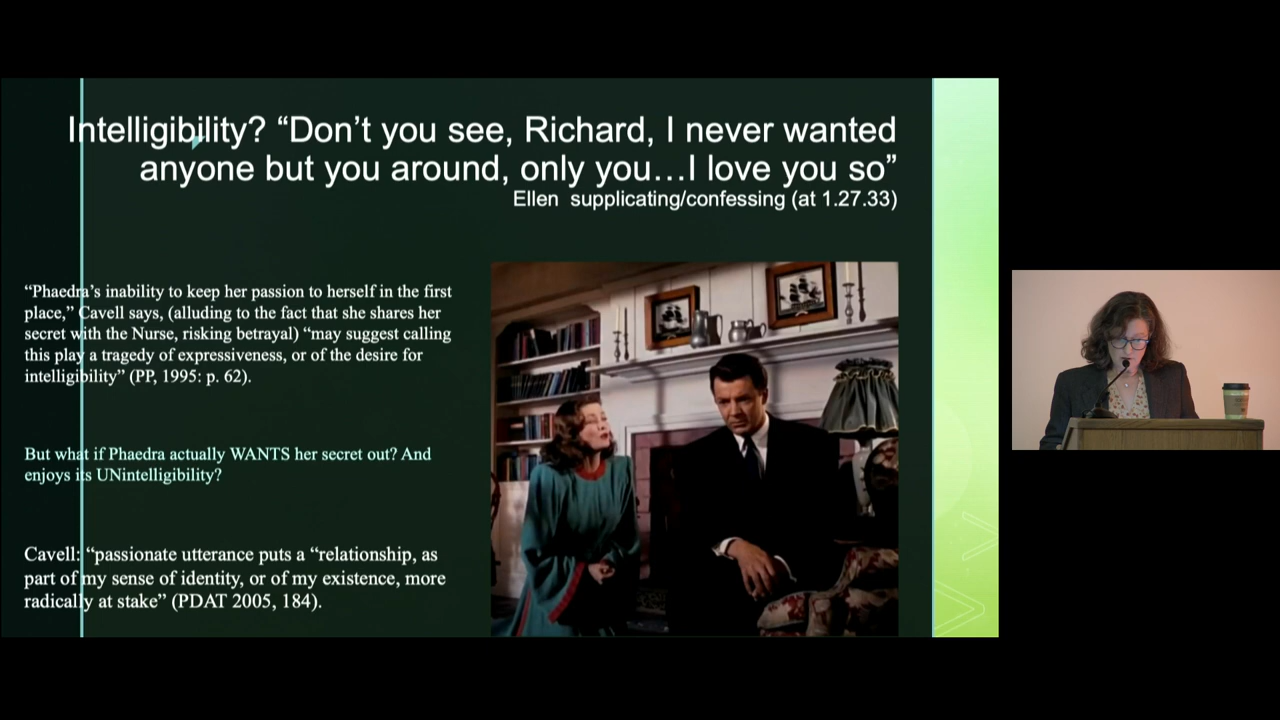 Intelligibility? “Don’t you see, Richard, I never wanted
anyone but you around, only you…I love you so”
Ellen  supplicating/confessing (at 1.27.33)
“Phaedra’s inability to keep her passion to herself in the first
place,” Cavell says, (alluding to the fact that she shares her
secret with the Nurse, risking betrayal) “may suggest calling
this play a tragedy of expressiveness, or of the desire for
intelligibility” (PP, 1995: p. 62).
But what if Phaedra actually WANTS her secret out? And
enjoys its UNintelligibility?
Cavell: “passionate utterance puts a “relationship, as
part of my sense of identity, or of my existence, more
radically at stake” (PDAT 2005, 184).